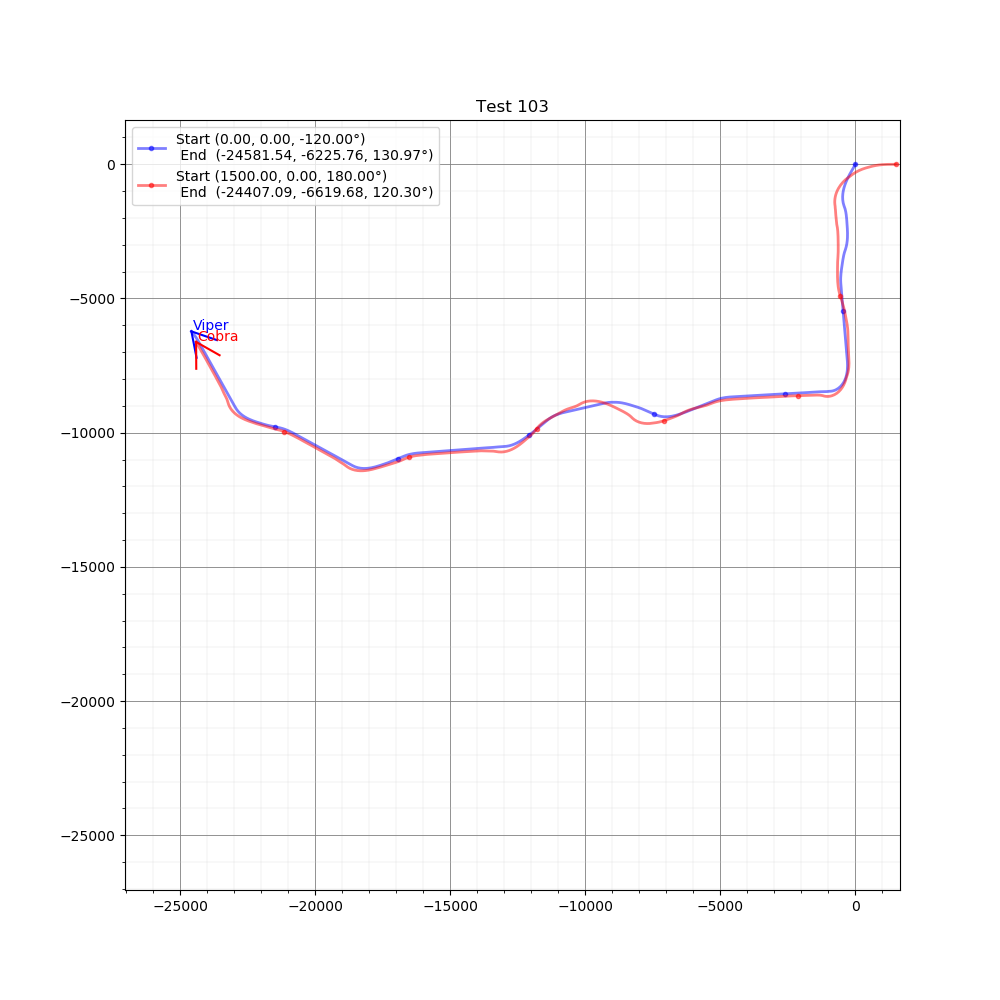 Test 103
Start (0.00, 0.00, -120.00°)
End (-24581.54, -6225.76, 130.97°)
Start (1500.00, 0.00, 180.00°)
End (-24407.09, -6619.68, 120.30°)
0
−5000
−10000
−15000
−20000
−25000
Viper
Cobra
−25000 −20000 −15000 −10000 −5000 0